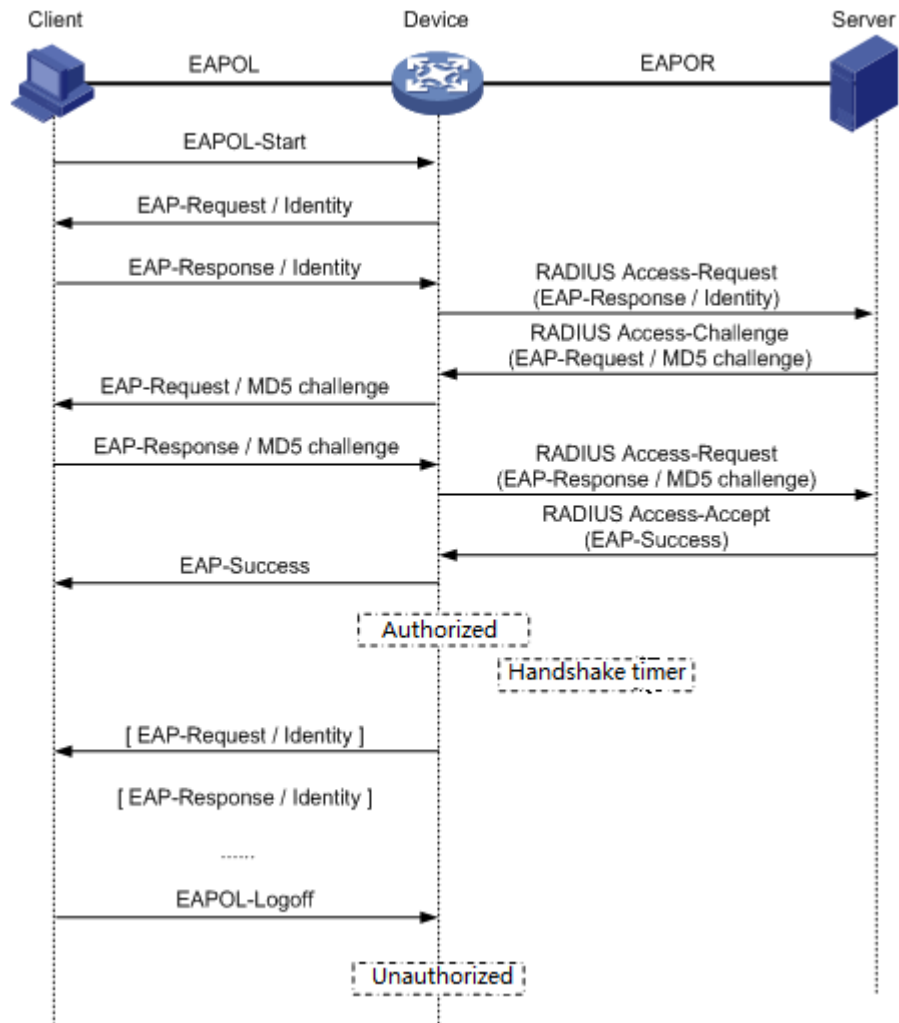 Client
Device
Server
EAPOL
EAPOR
EAPOL-Start
EAP-Request / Identity
EAP-Response / Identity
RADIUS Access-Request
(EAP-Response / Identity)
RADIUS Access-Challenge
(EAP-Request / MD5 challenge)
EAP-Request / MD5 challenge
EAP-Response / MD5 challenge
RADIUS Access-Request
(EAP-Response / MD5 challenge)
RADIUS Access-Accept
(EAP-Success)
EAP-Success
Authorized
Handshake timer
[ EAP-Request / Identity ]
[ EAP-Response / Identity ]
......
EAPOL-Logoff
Unauthorized